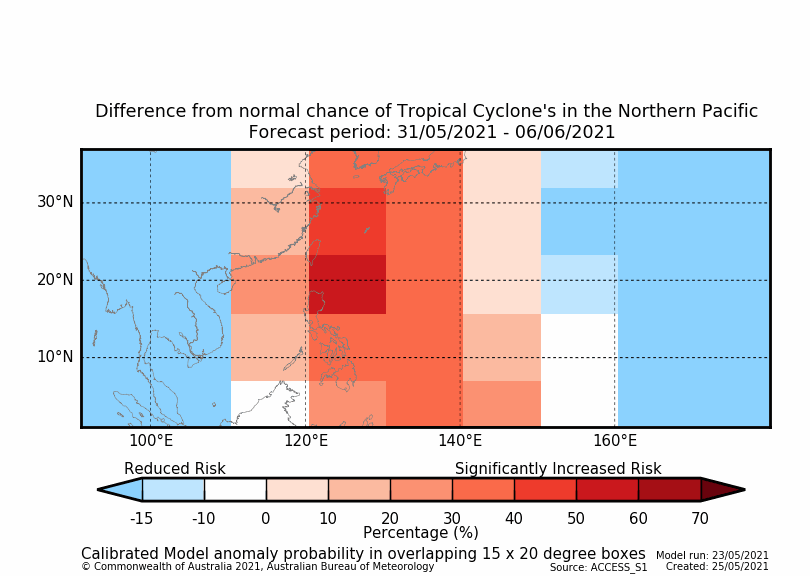 Difference from normal chance of Tropical Cyclone's in the Northern Pacific
Forecast period: 31/05/2021 - 06/06/2021
30°N
20°N
10°N
100°E 120°E 140°E 160°E
Reduced Risk Significantly Increased Risk
-15 -10 0 10 20 30 40 50 60 70
Percentage (%)
Calibrated Model anomaly probability in overlapping 15 x 20 degree boxes Model run: 23/05/2021
© Commonwealth of Australia 2021, Australian Bureau of Meteorology Source: ACCESS_S1 Created: 25/05/2021